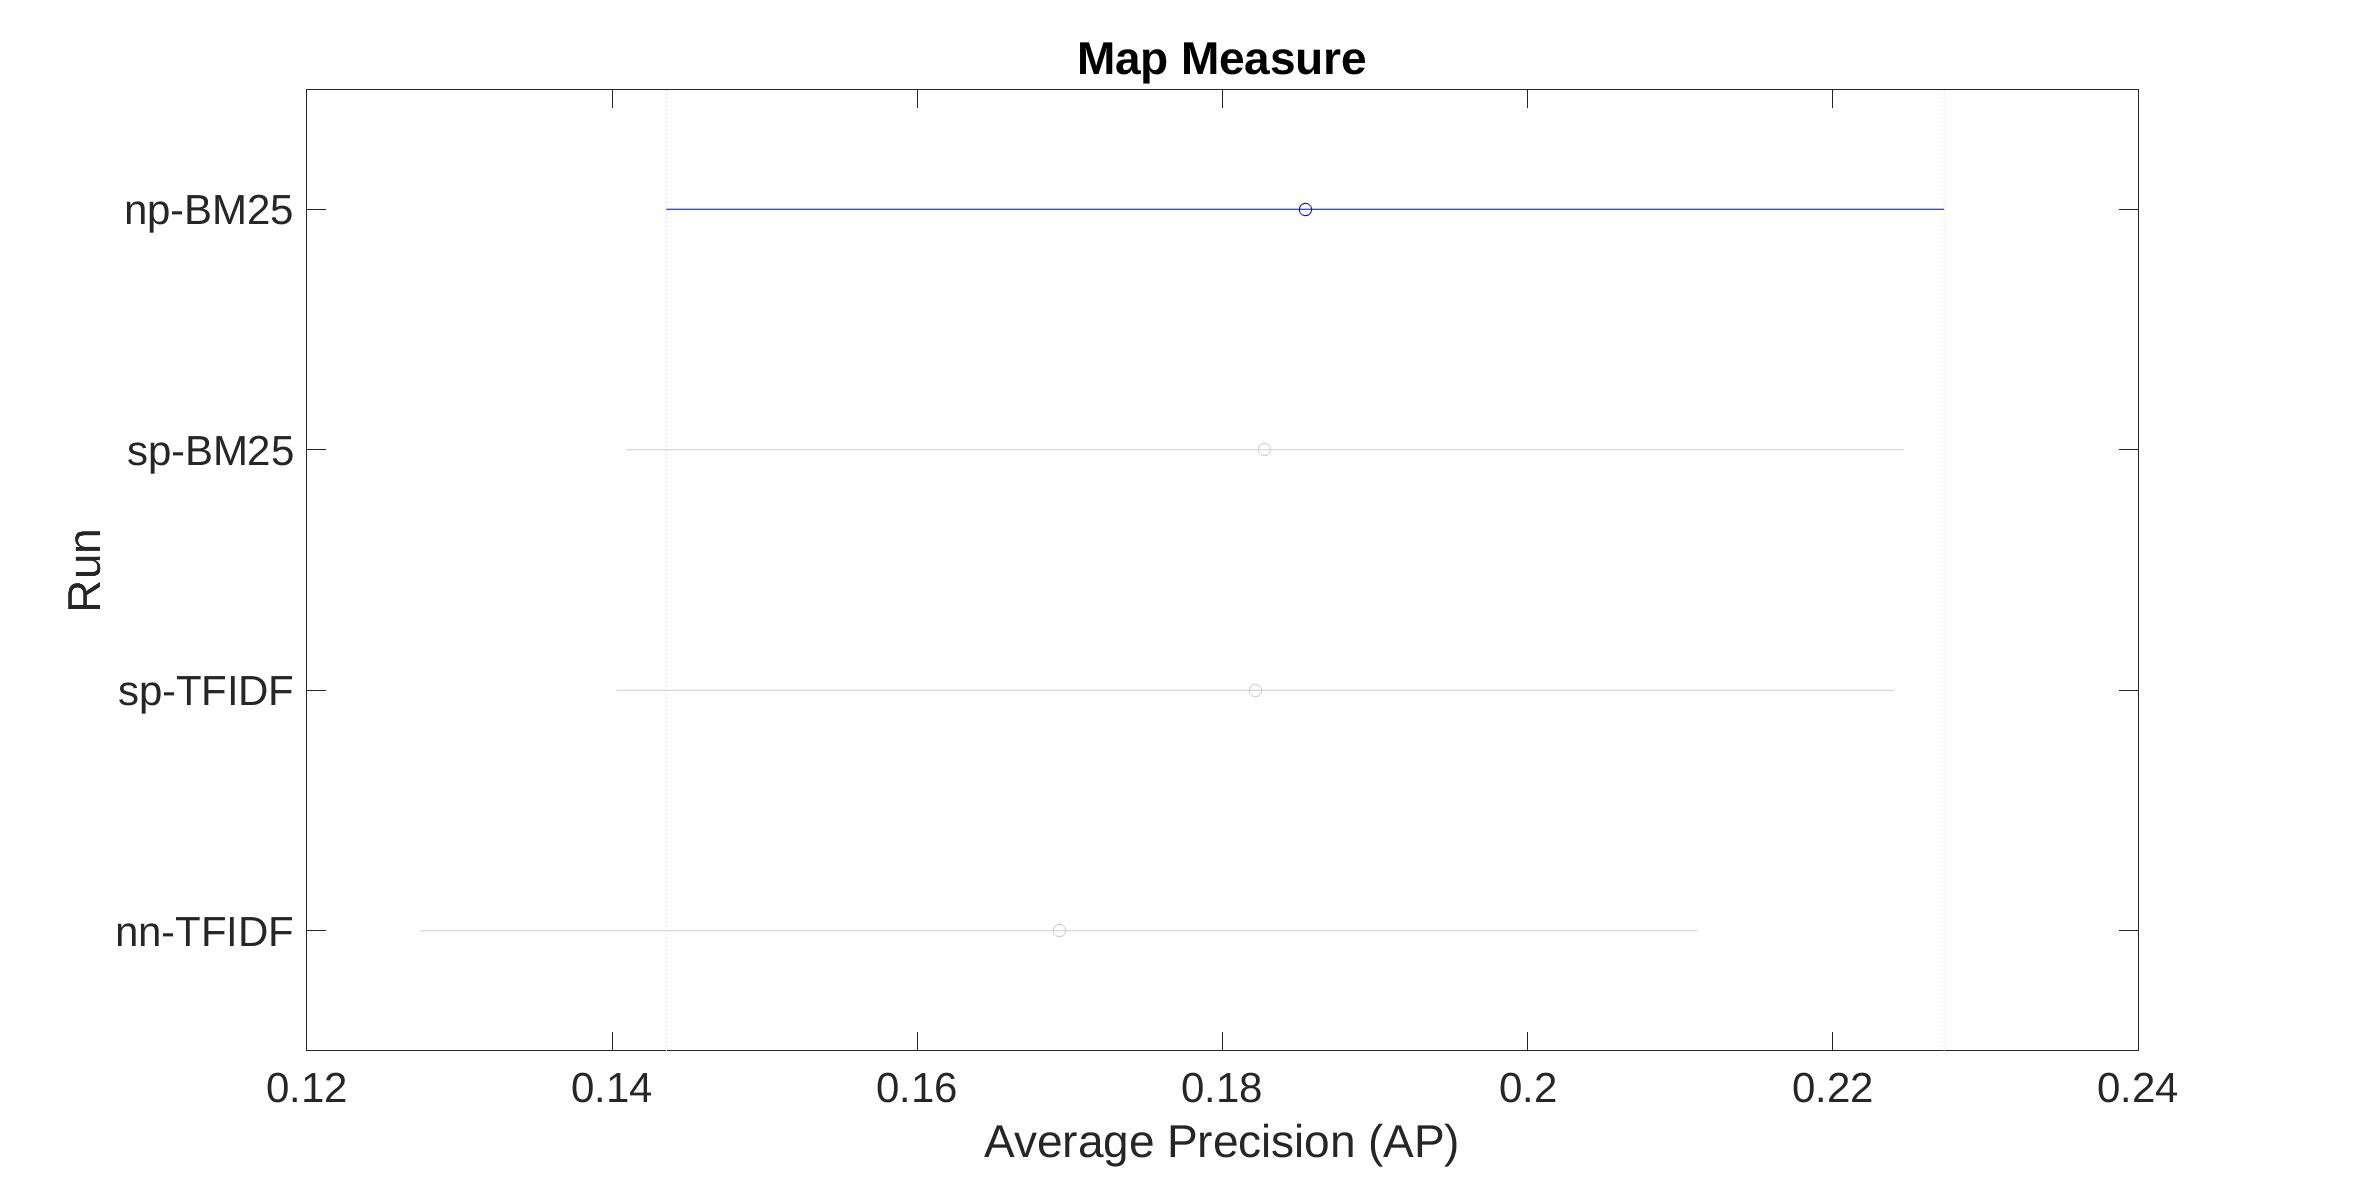 Map Measure
np-BM25
sp-BM25
sp-TFIDF
nn-TFIDF
Run
0.12 0.14 0.16 0.18 0.2 0.22 0.24
Average Precision (AP)